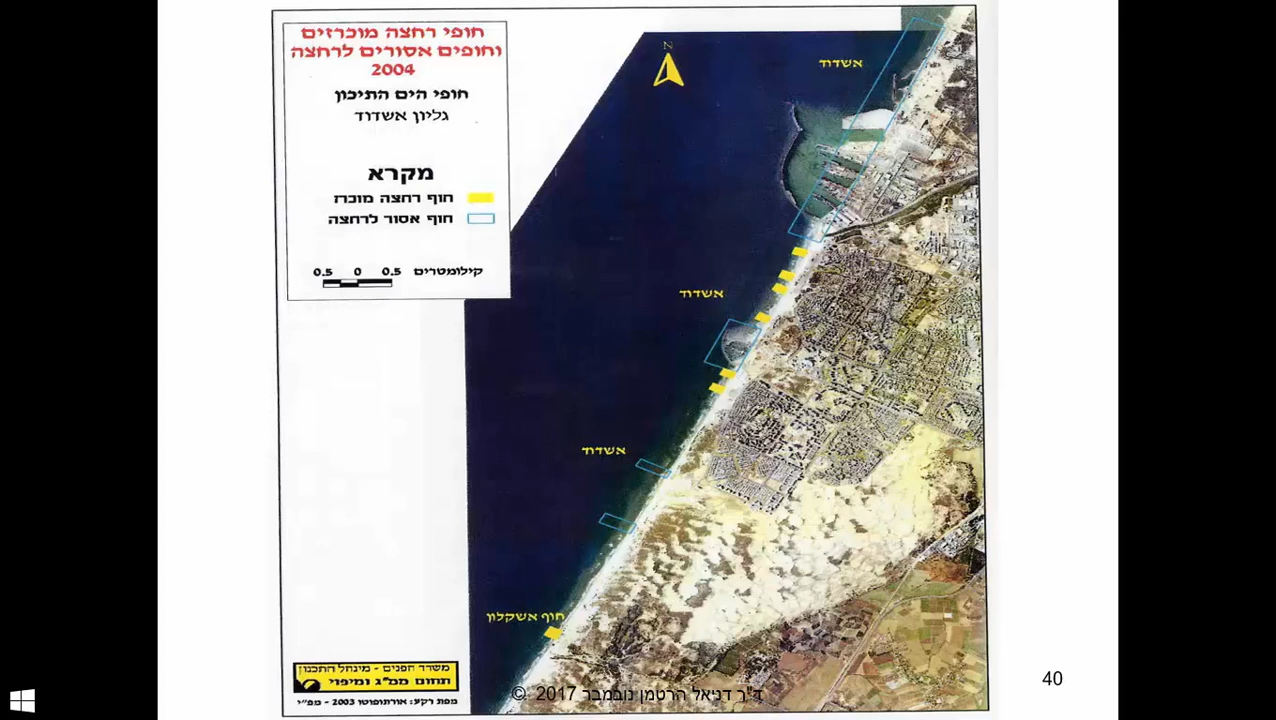 חופי רחצה מוכרזים
וחופים אסורים לרחצה
2004
חופי הים התיכון
גליון אשדוד
מקרא
חוף רחצה מוכרז
חוף אסור לרחצה
0.5 0 0.5 קילומטרים
N
אשדוד
אשדוד
אשדוד
חוף אשקלון
משרד הפנים - מינהל התכנון
תחום ממ"ג ומיפוי
מפת רקע: אורתופוטו 2003 - מפ"י
ד"ר דניאל הרטמן נובמבר 2017 ©
40